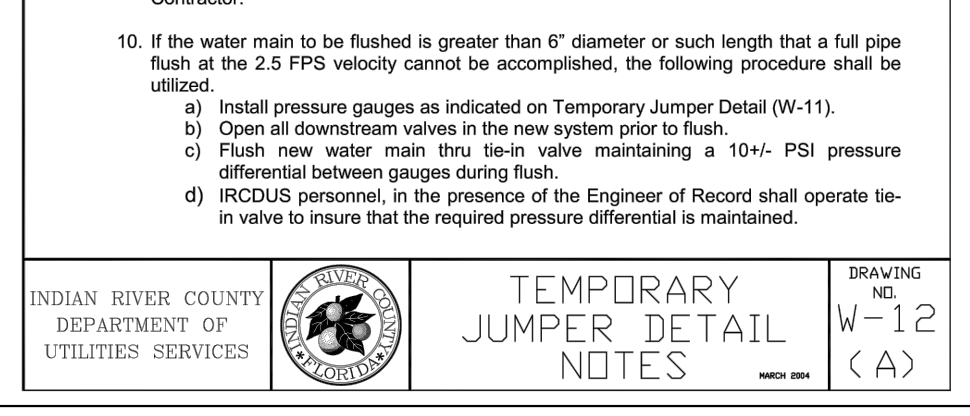 Contractor.
10. If the water main to be flushed is greater than 6” diameter or such length that a full pipe
flush at the 2.5 FPS velocity cannot be accomplished, the following procedure shall be
utilized.
a) Install pressure gauges as indicated on Temporary Jumper Detail (W-11).
b) Open all downstream valves in the new system prior to flush.
c) Flush new water main thru tie-in valve maintaining a 10+/- PSI pressure
differential between gauges during flush.
d) IRCDUS personnel, in the presence of the Engineer of Record shall operate tie-
in valve to insure that the required pressure differential is maintained.
INDIAN RIVER COUNTY
DEPARTMENT OF
UTILITIES SERVICES
INDIAN RIVER COUNTY
* FLORIDA *
TEMPORARY
JUMPER DETAIL
NOTES
MARCH 2004
DRAWING
NO.
W-12
(A)